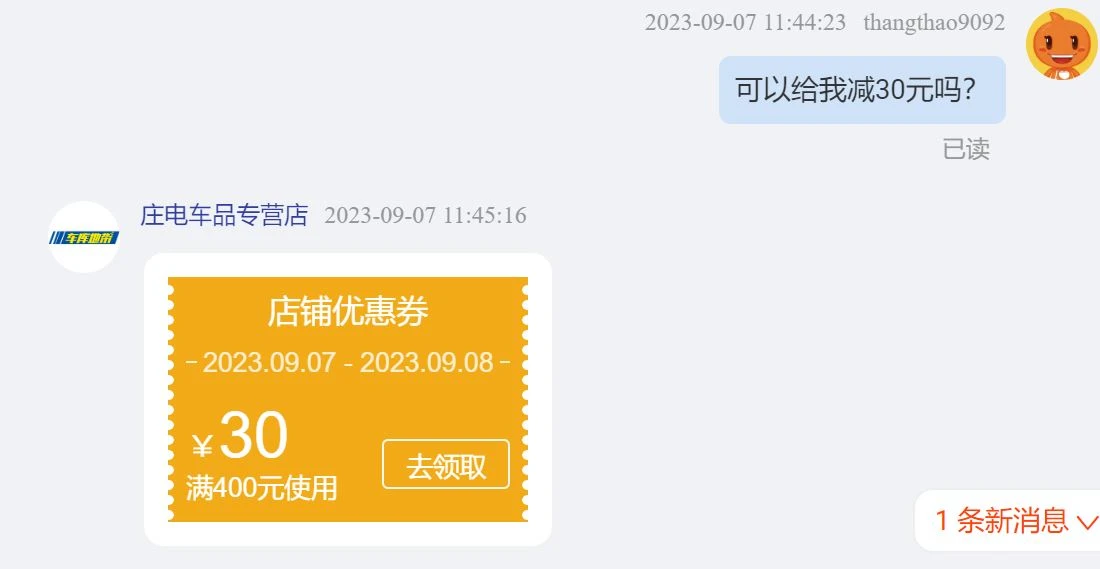 2023-09-07 11:44:23 thangthao9092
可以给我减30元吗?
已读
庄电车品专营店 2023-09-07 11:45:16
车库地带
店铺优惠券
- 2023.09.07 - 2023.09.08 -
¥30
满400元使用
去领取
1 条新消息